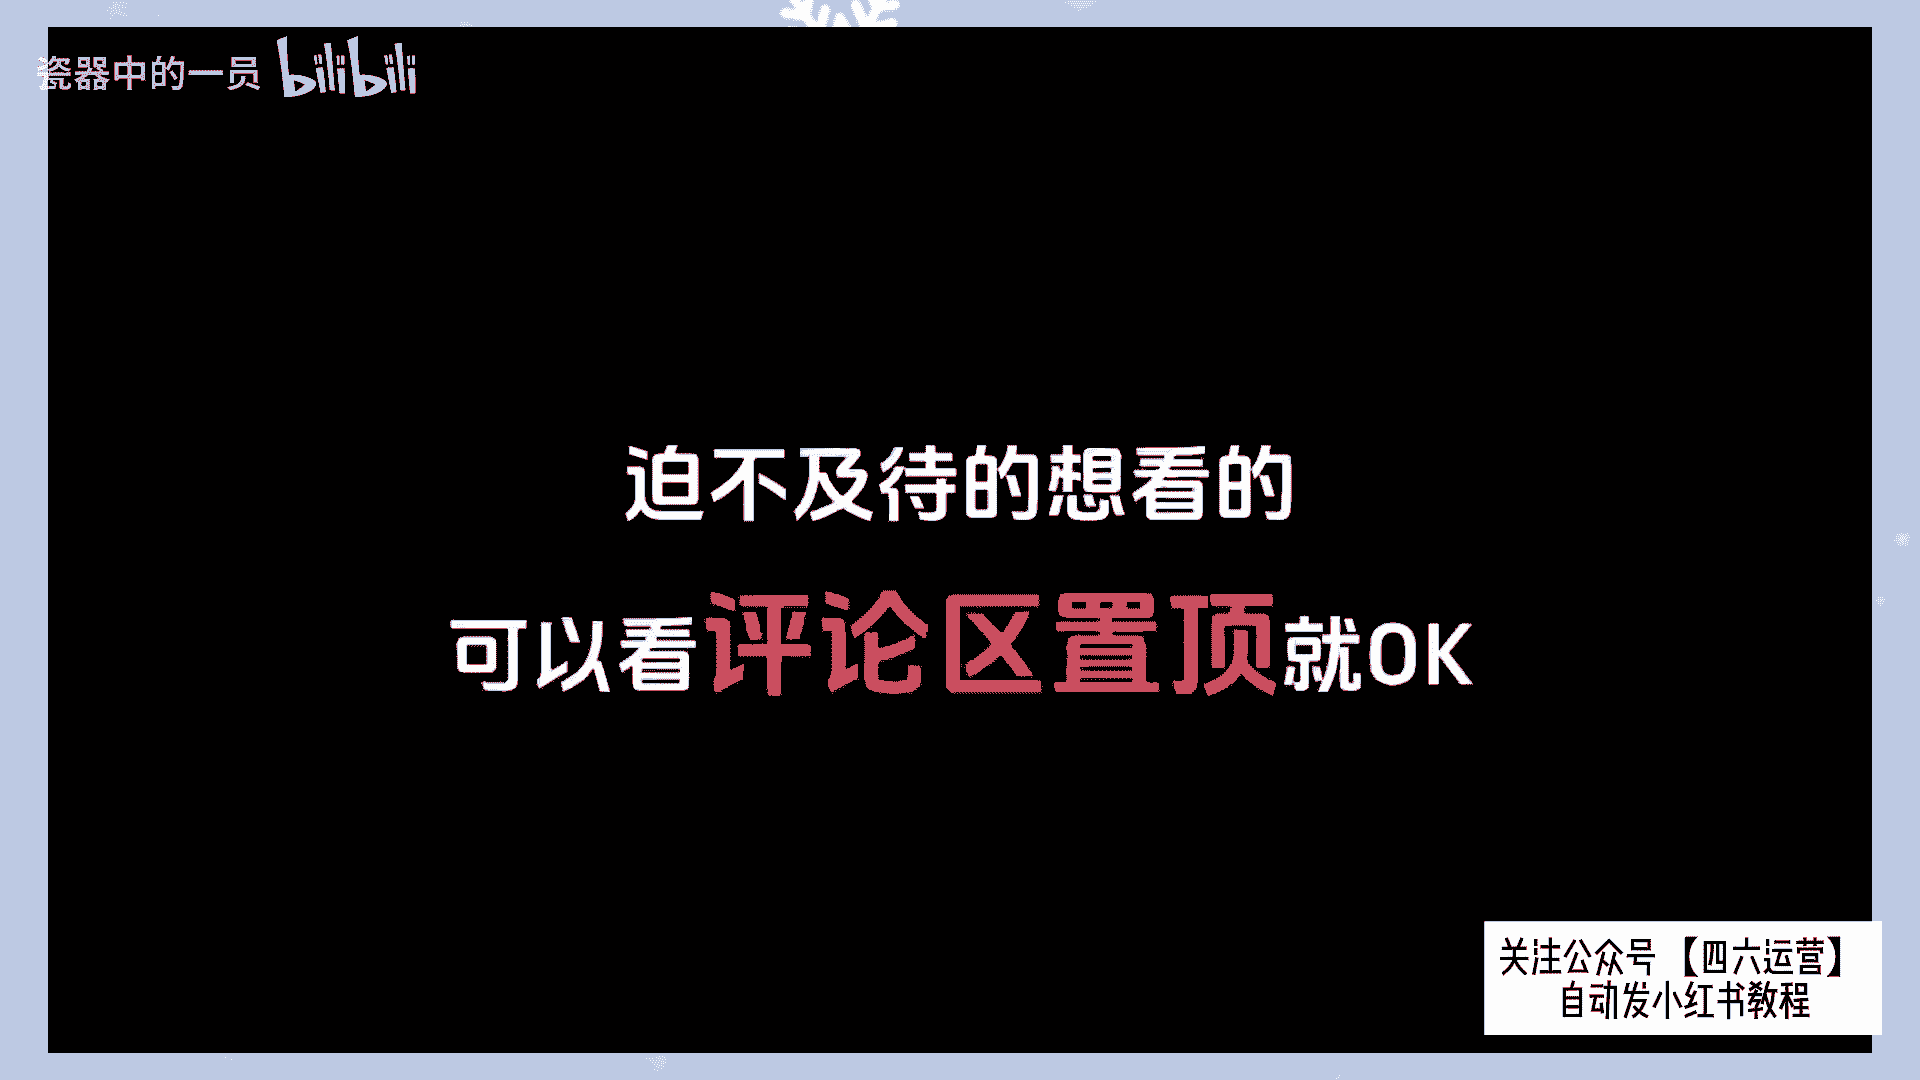 瓷器中的一员 bilibili
迫不及待的想看的
可以看评论区置顶就OK
关注公众号【四六运营】
自动发小红书教程